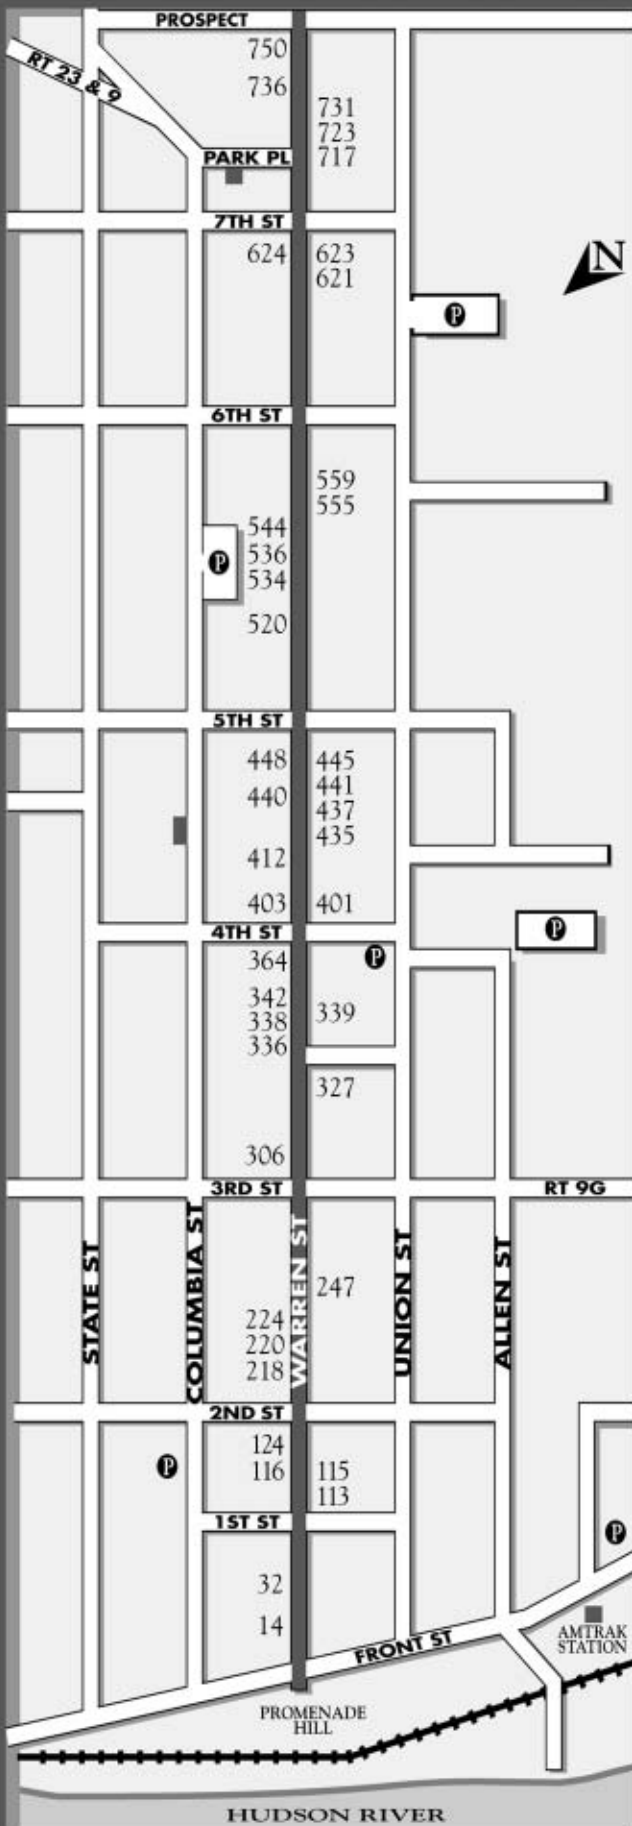 PROSPECT
750
RT 23 & 9
736
731
723
PARK PL
717
7TH ST
624
623
621
N
P
6TH ST
559
555
544
536
P
534
520
5TH ST
448
445
441
440
437
435
412
403
401
4TH ST
P
364
P
342
338
339
336
327
306
3RD ST
RT 9G
STATE ST
COLUMBIA ST
WARREN ST
UNION ST
ALLEN ST
247
224
220
218
2ND ST
124
116
115
P
113
1ST ST
P
32
14
FRONT ST
AMTRAK
STATION
PROMENADE
HILL
HUDSON RIVER